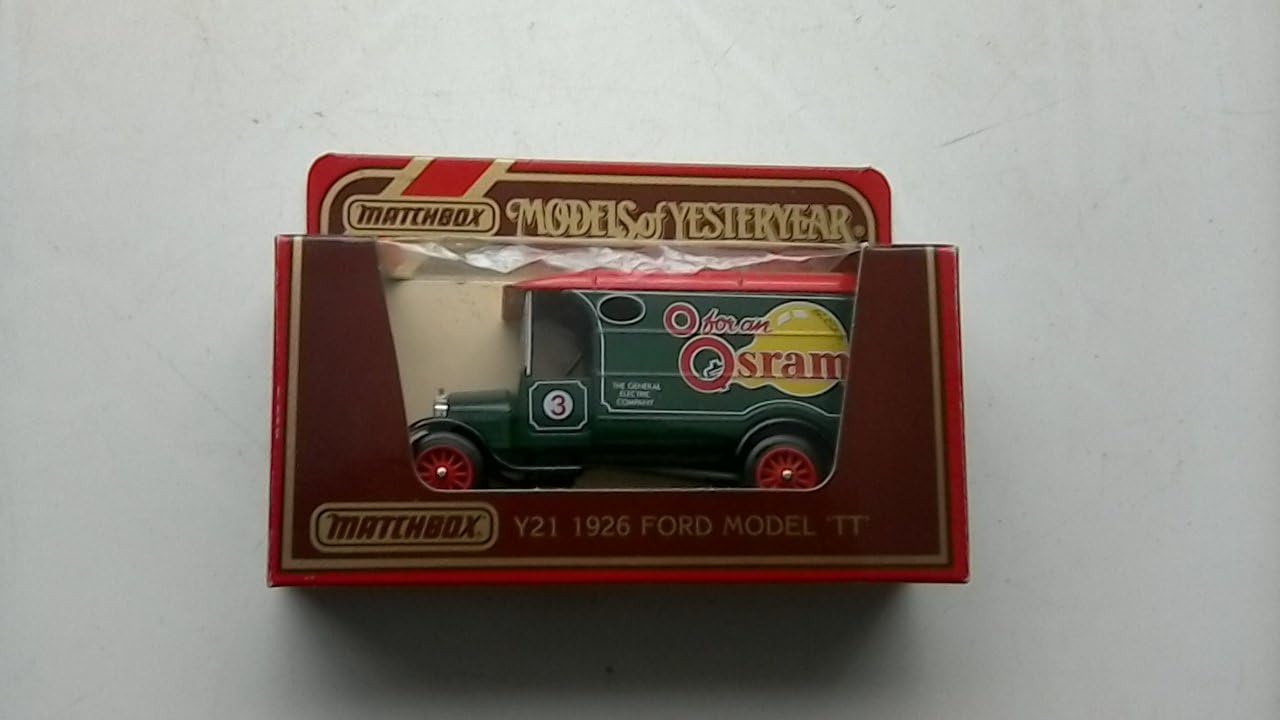 MATCHBOX MODELS of YESTERYEAR
O for an
Osram
THE GENERAL
ELECTRIC
COMPANY
3
MATCHBOX Y21 1926 FORD MODEL 'TT'